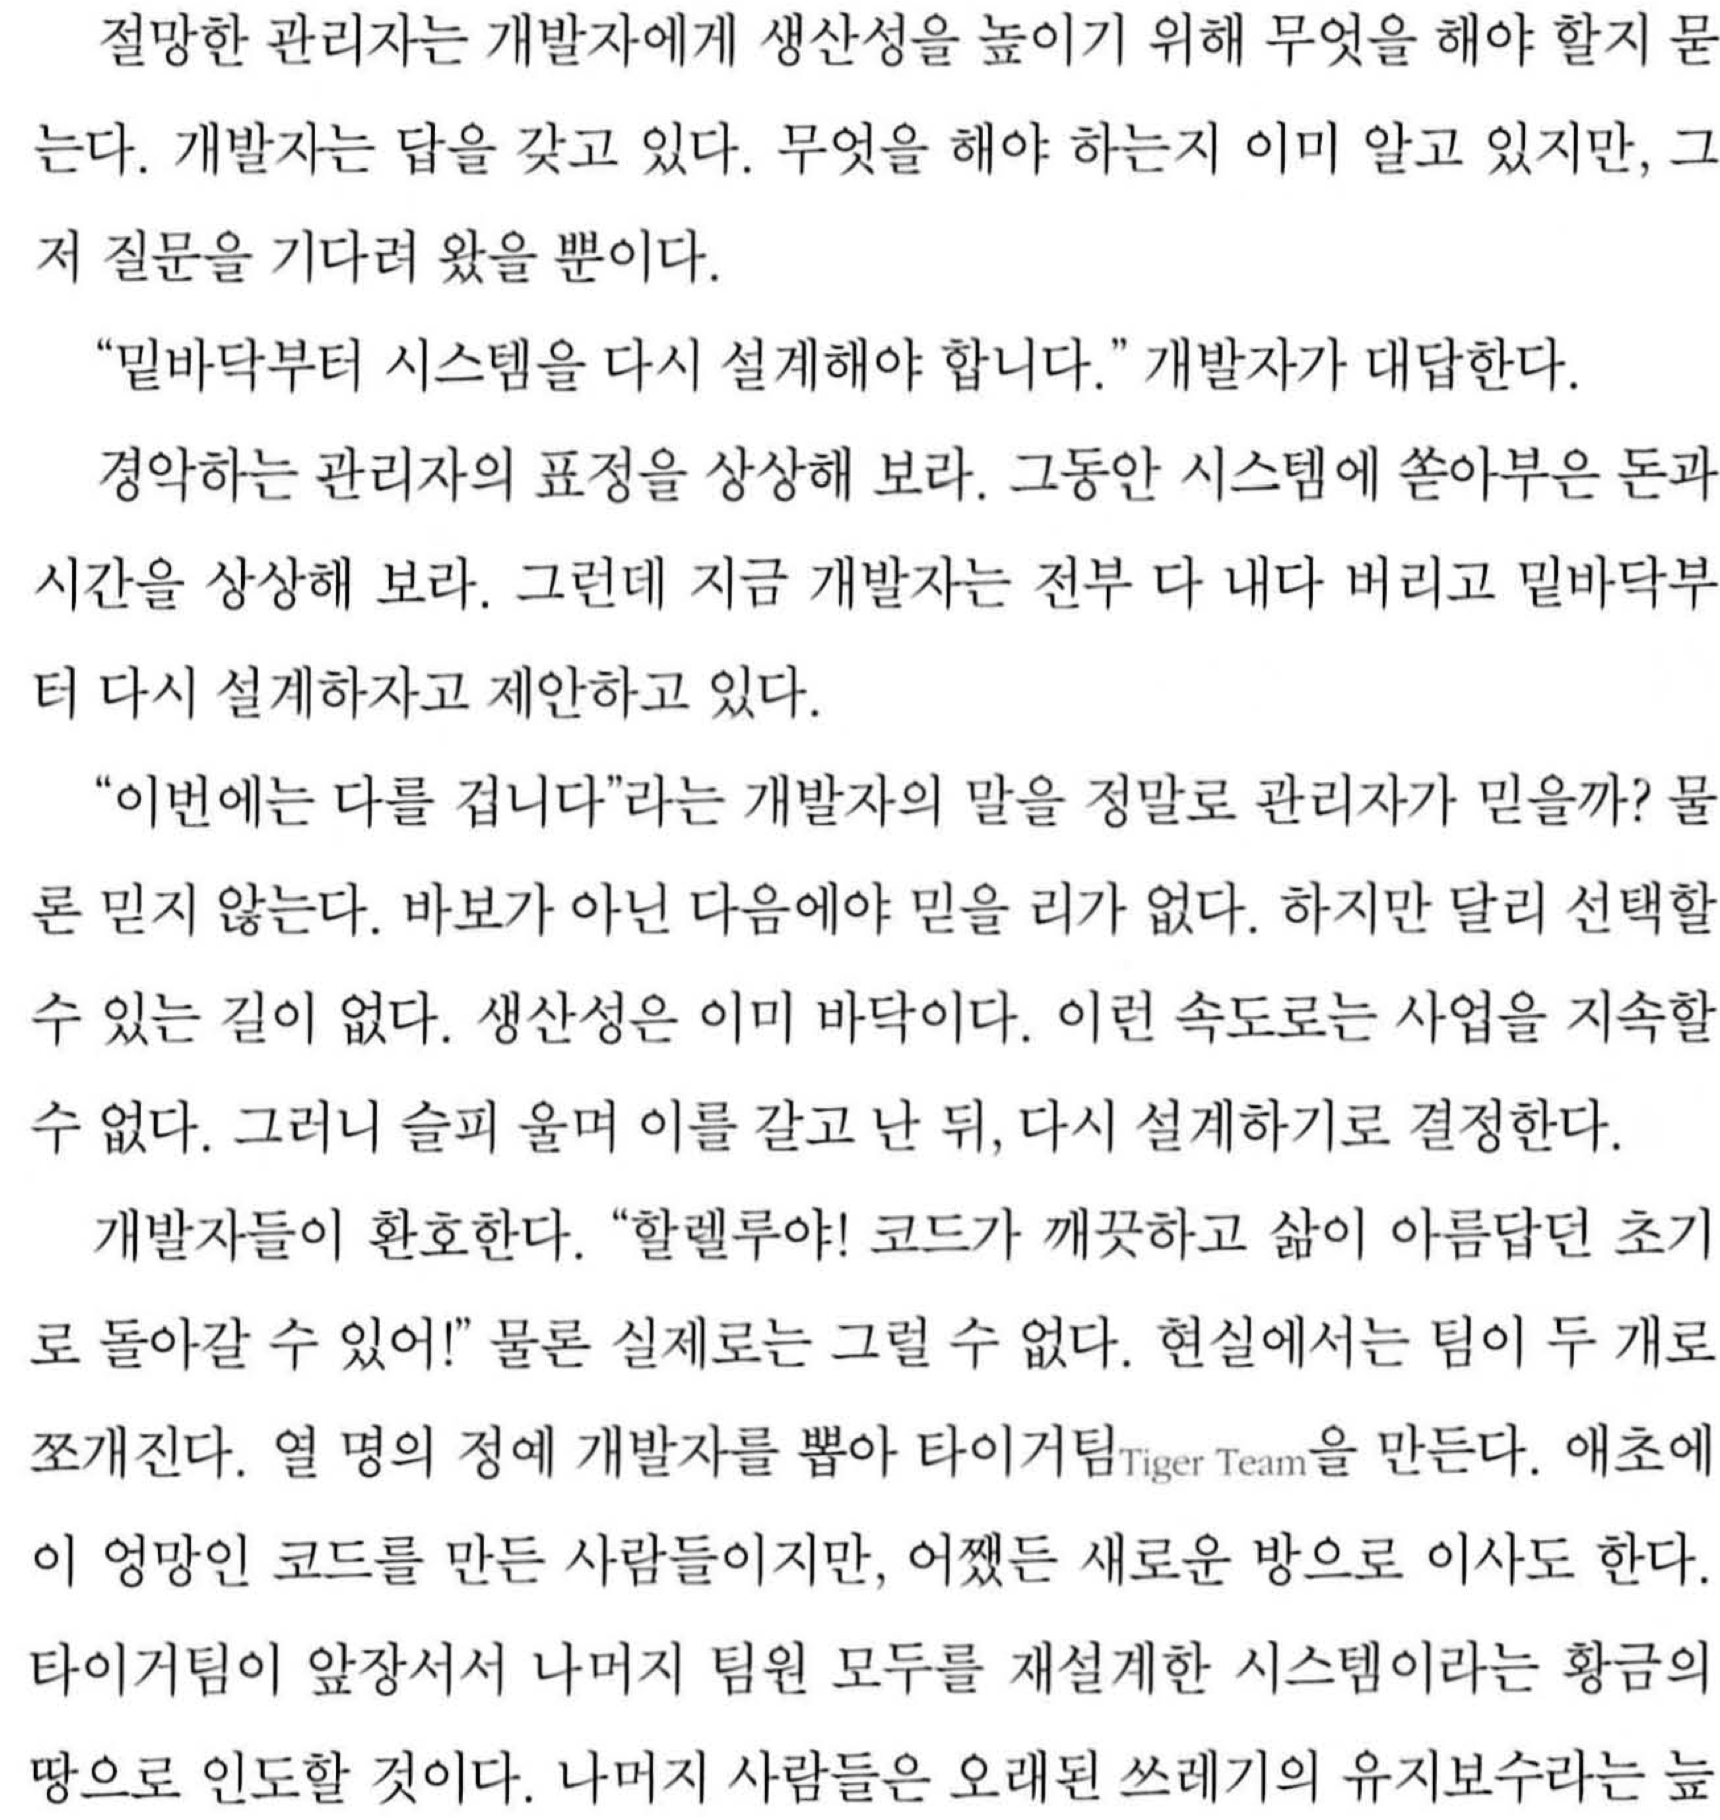 절망한 관리자는 개발자에게 생산성을 높이기 위해 무엇을 해야 할지 묻
는다. 개발자는 답을 갖고 있다. 무엇을 해야 하는지 이미 알고 있지만, 그
저 질문을 기다려 왔을 뿐이다.
“밑바닥부터 시스템을 다시 설계해야 합니다.” 개발자가 대답한다.
경악하는 관리자의 표정을 상상해 보라. 그동안 시스템에 쏟아부은 돈과
시간을 상상해 보라. 그런데 지금 개발자는 전부 다 내다 버리고 밑바닥부
터 다시 설계하자고 제안하고 있다.
“이번에는 다를 겁니다”라는 개발자의 말을 정말로 관리자가 믿을까? 물
론 믿지 않는다. 바보가 아닌 다음에야 믿을 리가 없다. 하지만 달리 선택할
수 있는 길이 없다. 생산성은 이미 바닥이다. 이런 속도로는 사업을 지속할
수 없다. 그러니 슬피 울며 이를 갈고 난 뒤, 다시 설계하기로 결정한다.
개발자들이 환호한다. “할렐루야! 코드가 깨끗하고 삶이 아름답던 초기
로 돌아갈 수 있어!” 물론 실제로는 그럴 수 없다. 현실에서는 팀이 두 개로
쪼개진다. 열 명의 정예 개발자를 뽑아 타이거팀Tiger Team을 만든다. 애초에
이 엉망인 코드를 만든 사람들이지만, 어쨌든 새로운 방으로 이사도 한다.
타이거팀이 앞장서서 나머지 팀원 모두를 재설계한 시스템이라는 황금의
땅으로 인도할 것이다. 나머지 사람들은 오래된 쓰레기의 유지보수라는 늪